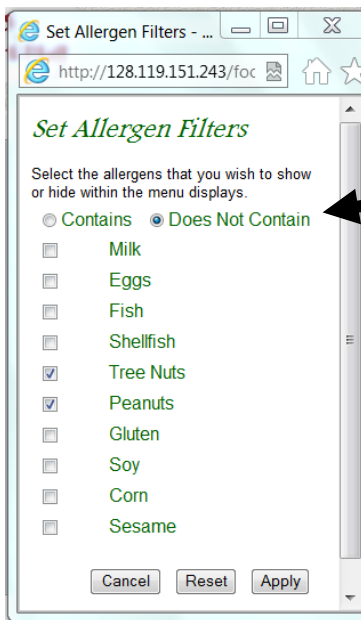 Set Allergen Filters - ...
http://128.119.151.243/foc
Set Allergen Filters
Select the allergens that you wish to show
or hide within the menu displays.
Contains Does Not Contain
Milk
Eggs
Fish
Shellfish
Tree Nuts
Peanuts
Gluten
Soy
Corn
Sesame
Cancel Reset Apply